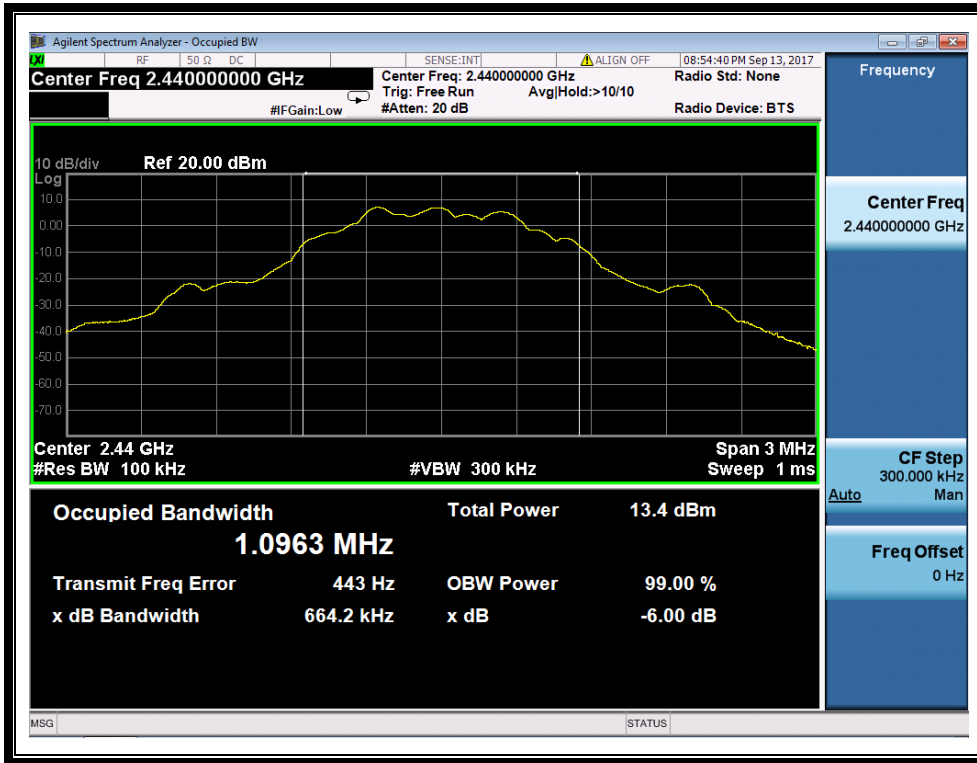 Agilent Spectrum Analyzer - Occupied BW
LXI RF 50 Ω DC SENSE:INT ALIGN OFF 08:54:40 PM Sep 13, 2017
Center Freq 2.440000000 GHz
Center Freq: 2.440000000 GHz Radio Std: None
Trig: Free Run Avg|Hold:>10/10
#IFGain:Low #Atten: 20 dB Radio Device: BTS
Frequency
10 dB/div Ref 20.00 dBm
Log
10.0
0.00
-10.0
-20.0
-30.0
-40.0
-50.0
-60.0
-70.0
Center 2.44 GHz Span 3 MHz
#Res BW 100 kHz #VBW 300 kHz Sweep 1 ms
Occupied Bandwidth Total Power 13.4 dBm
1.0963 MHz
Transmit Freq Error 443 Hz OBW Power 99.00 %
x dB Bandwidth 664.2 kHz x dB -6.00 dB
Center Freq
2.440000000 GHz
CF Step
300.000 kHz
Auto Man
Freq Offset
0 Hz
MSG STATUS